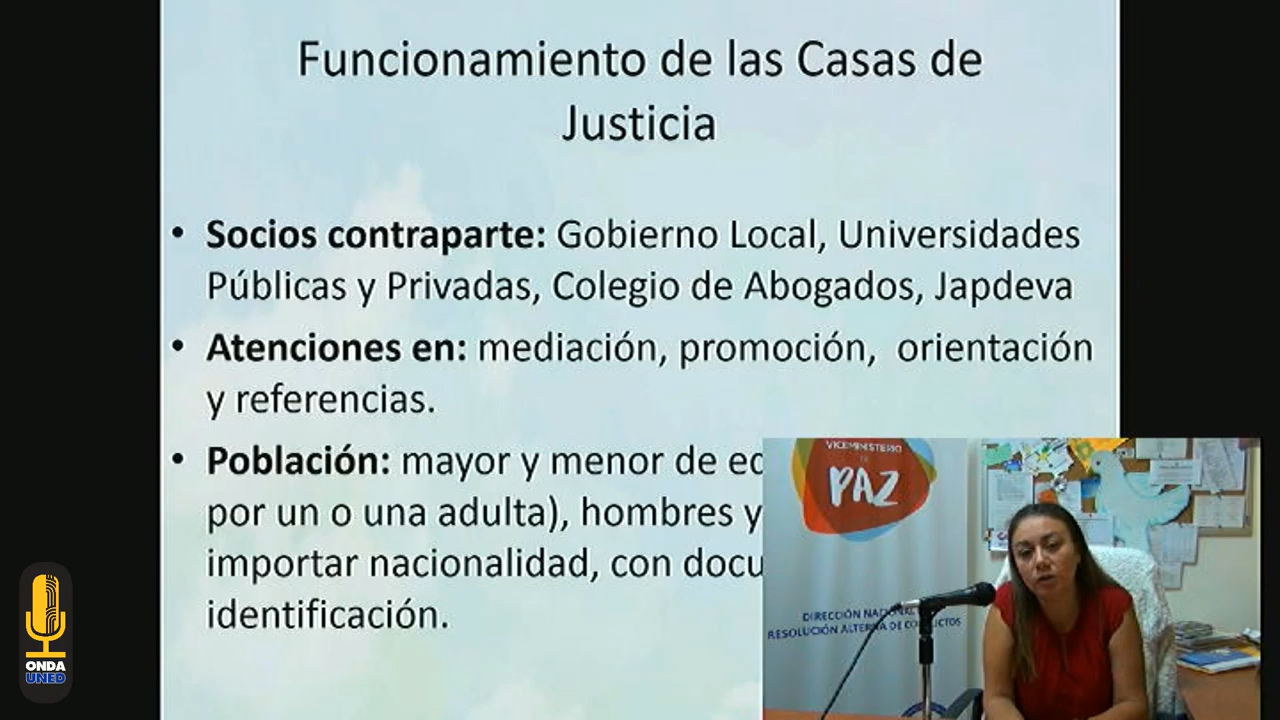 Funcionamiento de las Casas de
Justicia
• Socios contraparte: Gobierno Local, Universidades
Públicas y Privadas, Colegio de Abogados, Japdeva
• Atenciones en: mediación, promoción, orientación
y referencias.
• Población: mayor y menor de
por un o una adulta), hombres y
importar nacionalidad, con
identificación.
VICEMINISTERIO
DE
PAZ
DIRECCIÓN NACIONAL
RESOLUCIÓN ALTERNA DE CONFLICTOS
ONDA
UNED